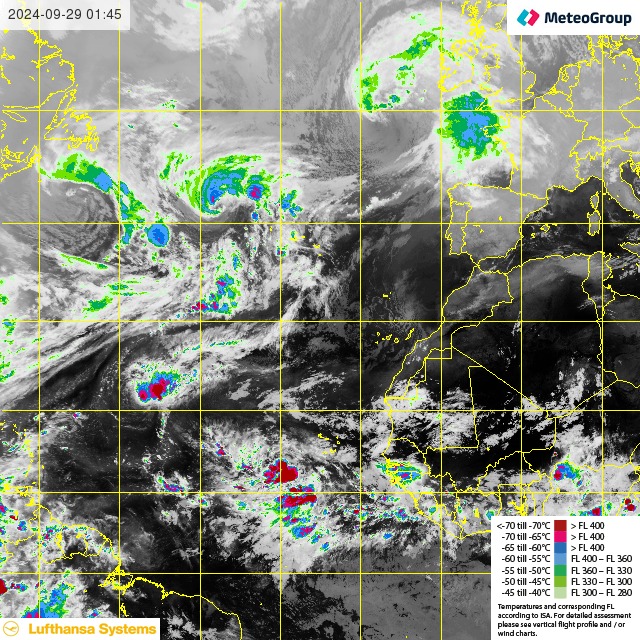 2024-09-29 01:45
MeteoGroup
<-70 till -70°C > FL 400
-70 till -65°C > FL 400
-65 till -60°C > FL 400
-60 till -55°C FL 400 - FL 360
-55 till -50°C FL 360 - FL 330
-50 till -45°C FL 330 - FL 300
-45 till -40°C FL 300 - FL 280
Temperatures and corresponding FL
according to ISA. For detailed assessment
please see vertical flight profile and / or
wind charts.
Lufthansa Systems